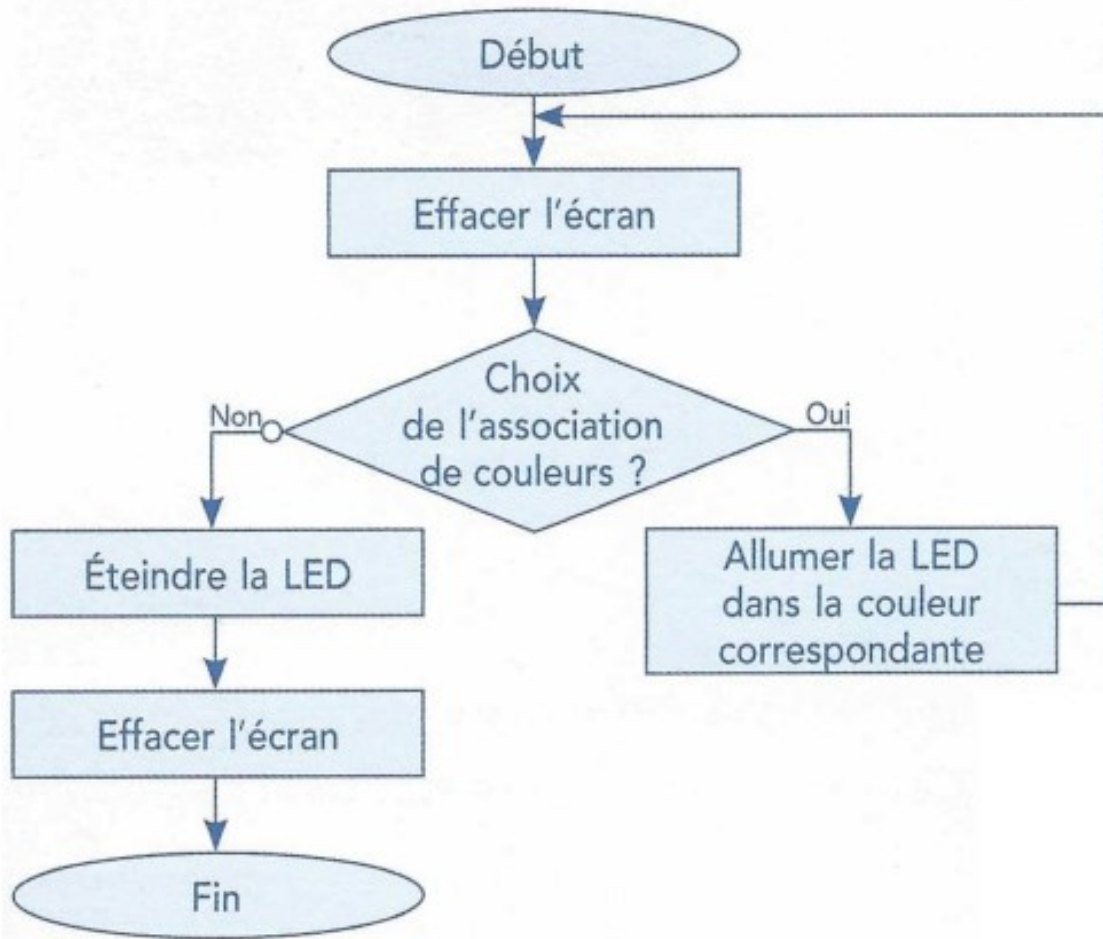 Début
Effacer l'écran
Choix
de l'association
de couleurs ?
Non
Oui
Éteindre la LED
Allumer la LED
dans la couleur
correspondante
Effacer l'écran
Fin